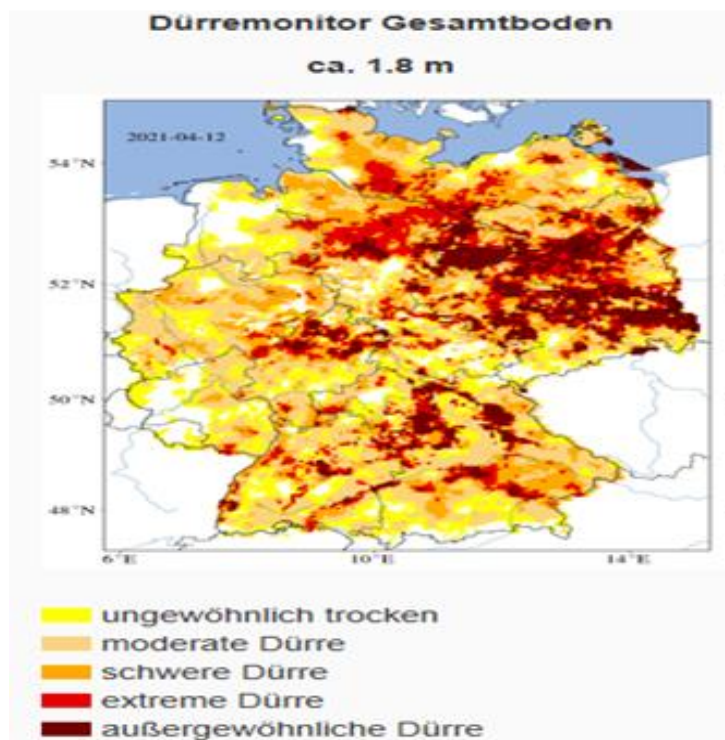 Dürremonitor Gesamtboden
ca. 1.8 m
2021-04-12
54°N
52°N
50°N
48°N
6°E 10°E 14°E
ungewöhnlich trocken
moderate Dürre
schwere Dürre
extreme Dürre
außergewöhnliche Dürre